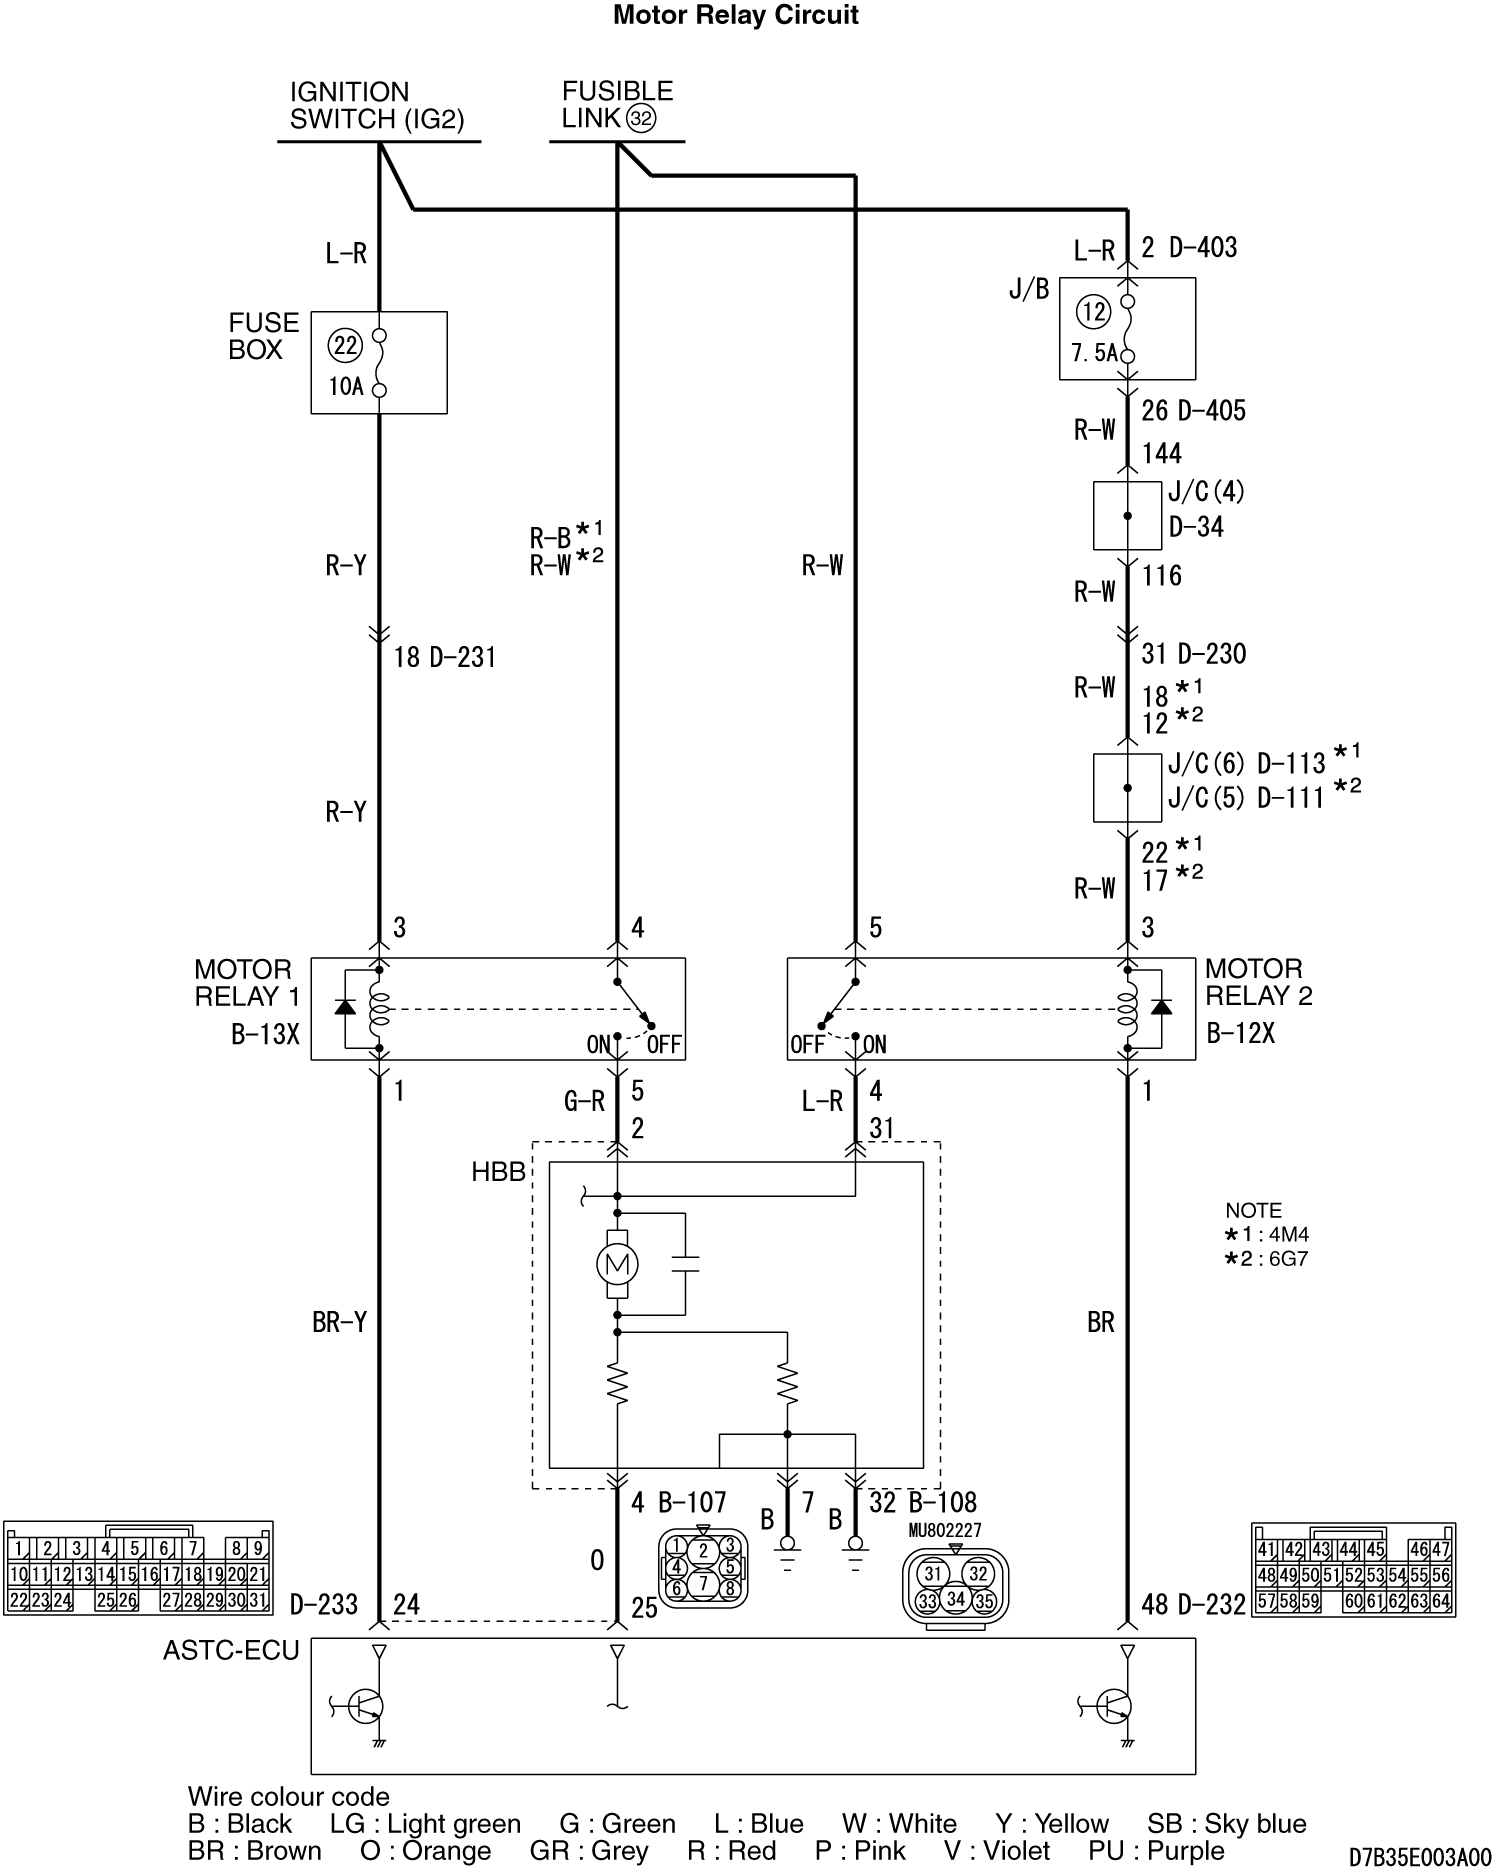 Motor Relay Circuit
IGNITION
SWITCH (IG2)
FUSIBLE
LINK 32
L-R
L-R
2 D-403
J/B
12
7.5A
FUSE
BOX
22
10A
26 D-405
R-W
144
J/C(4)
D-34
R-B*1
R-W*2
R-Y
R-W
116
R-W
18 D-231
31 D-230
R-W
18*1
12*2
J/C(6) D-113*1
J/C(5) D-111*2
R-Y
22*1
17*2
R-W
3
4
5
3
MOTOR
RELAY 1
B-13X
ON
OFF
OFF
ON
MOTOR
RELAY 2
B-12X
1
G-R
5
2
L-R
4
31
1
HBB
M
NOTE
*1 : 4M4
*2 : 6G7
BR-Y
BR
4 B-107
7
32 B-108
B
B
MU802227
O
1 2 3
4 5
6 7 8
31 32
33 34 35
1 2 3 4 5 6 7 8 9
10 11 12 13 14 15 16 17 18 19 20 21
22 23 24 25 26 27 28 29 30 31
41 42 43 44 45 46 47
48 49 50 51 52 53 54 55 56
57 58 59 60 61 62 63 64
D-233 24
25
48 D-232
ASTC-ECU
Wire colour code
B : Black LG : Light green G : Green L : Blue W : White Y : Yellow SB : Sky blue
BR : Brown O : Orange GR : Grey R : Red P : Pink V : Violet PU : Purple
D7B35E003A00